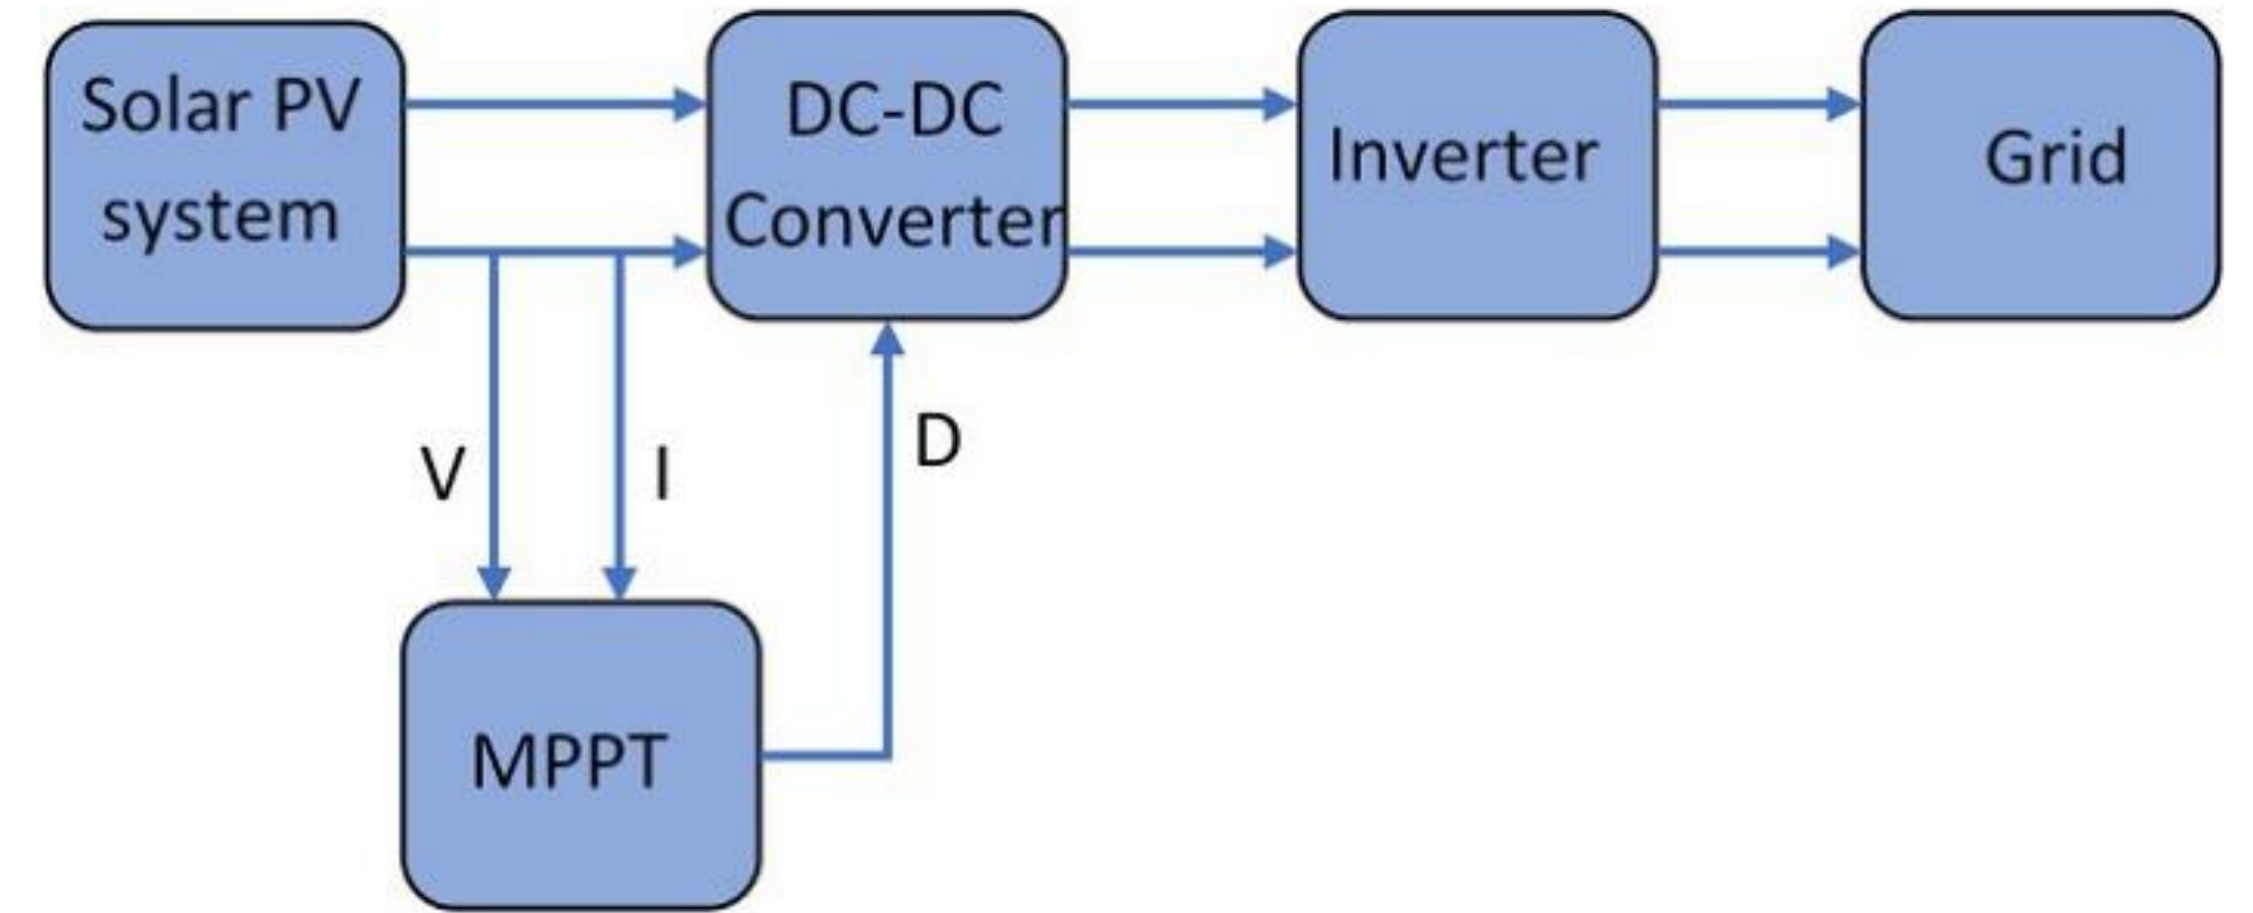 Solar PV
system
DC-DC
Converter
Inverter
Grid
V
I
D
MPPT